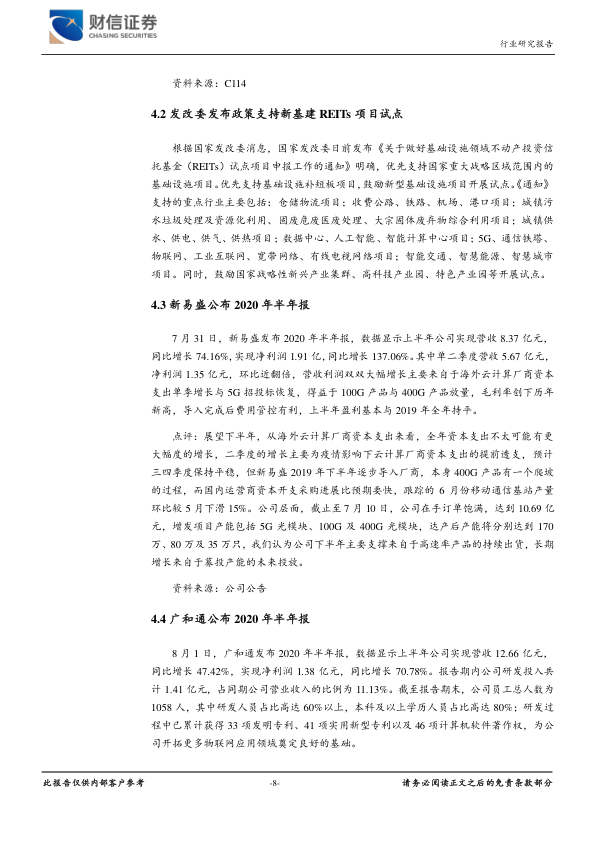 财信证券
CHASING SECURITIES
行业研究报告
资料来源：C114
4.2 发改委发布政策支持新基建 REITs 项目试点
根据国家发改委消息，国家发改委日前发布《关于做好基础设施领域不动产投资信
托基金（REITs）试点项目申报工作的通知》明确，优先支持国家重大战略区域范围内的
基础设施项目。优先支持基础设施补短板项目，鼓励新型基础设施项目开展试点。《通知》
支持的重点行业主要包括：仓储物流项目；收费公路、铁路、机场、港口项目；城镇污
水垃圾处理及资源化利用、固废危废医废处理、大宗固体废弃物综合利用项目；城镇供
水、供电、供气、供热项目；数据中心、人工智能、智能计算中心项目；5G、通信铁塔、
物联网、工业互联网、宽带网络、有线电视网络项目；智能交通、智慧能源、智慧城市
项目。同时，鼓励国家战略性新兴产业集群、高科技产业园、特色产业园等开展试点。
4.3 新易盛公布 2020 年半年报
7 月 31 日，新易盛发布 2020 年半年报，数据显示上半年公司实现营收 8.37 亿元，
同比增长 74.16%, 实现净利润 1.91 亿, 同比增长 137.06%。其中单二季度营收 5.67 亿元，
净利润 1.35 亿元，环比近翻倍，营收利润双双大幅增长主要来自于海外云计算厂商资本
支出单季增长与 5G 招投标恢复，得益于 100G 产品与 400G 产品放量，毛利率创下历年
新高，导入完成后费用管控有利，上半年盈利基本与 2019 年全年持平。
点评：展望下半年，从海外云计算厂商资本支出来看，全年资本支出不太可能有更
大幅度的增长，二季度的增长主要为疫情影响下云计算厂商资本支出的提前透支，预计
三四季度保持平稳，但新易盛 2019 年下半年逐步导入厂商，本身 400G 产品有一个爬坡
的过程，而国内运营商资本开支采购进展比预期要快，跟踪的 6 月份移动通信基站产量
环比较 5 月下滑 15%。公司层面，截止至 7 月 10 日，公司在手订单饱满，达到 10.69 亿
元，增发项目产能包括 5G 光模块、100G 及 400G 光模块，达产后产能将分别达到 170
万、80 万及 35 万只，我们认为公司下半年主要支撑来自于高速率产品的持续出货，长期
增长来自于募投产能的未来投放。
资料来源：公司公告
4.4 广和通公布 2020 年半年报
8 月 1 日，广和通发布 2020 年半年报，数据显示上半年公司实现营收 12.66 亿元，
同比增长 47.42%，实现净利润 1.38 亿元，同比增长 70.78%。报告期内公司研发投入共
计 1.41 亿元，占同期公司营业收入的比例为 11.13%。截至报告期末，公司员工总人数为
1058 人，其中研发人员占比高达 60%以上，本科及以上学历人员占比高达 80%；研发过
程中已累计获得 33 项发明专利、41 项实用新型专利以及 46 项计算机软件著作权，为公
司开拓更多物联网应用领域奠定良好的基础。
此报告仅供内部客户参考
-8-
请务必阅读正文之后的免责条款部分